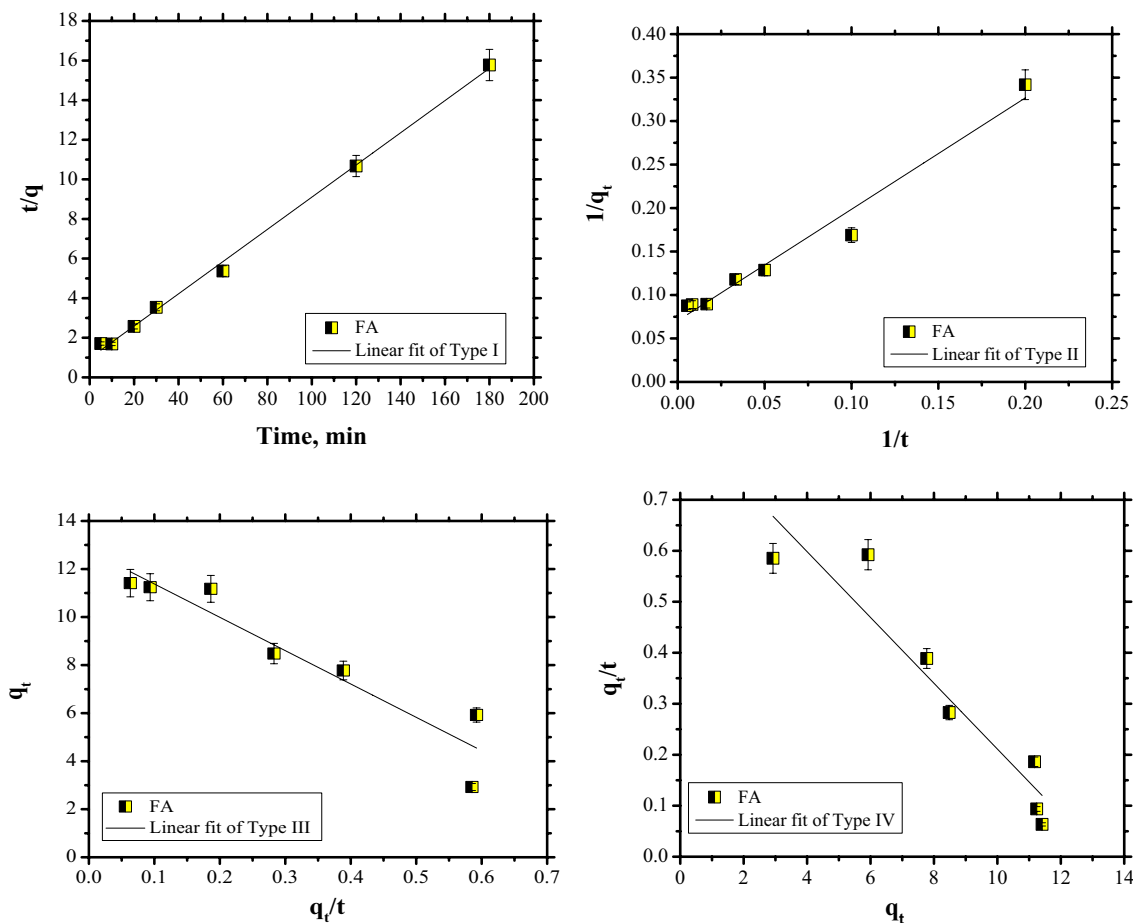 18
16
14
12
10
8
6
4
2
0
t/q
0 20 40 60 80 100 120 140 160 180 200
Time, min
FA
Linear fit of Type I
0.40
0.35
0.30
0.25
0.20
0.15
0.10
0.05
0.00
1/qₜ
0.00 0.05 0.10 0.15 0.20 0.25
1/t
FA
Linear fit of Type II
14
12
10
8
6
4
2
0
qₜ
0.0 0.1 0.2 0.3 0.4 0.5 0.6 0.7
qₜ/t
FA
Linear fit of Type III
0.7
0.6
0.5
0.4
0.3
0.2
0.1
0.0
qₜ/t
0 2 4 6 8 10 12 14
qₜ
FA
Linear fit of Type IV